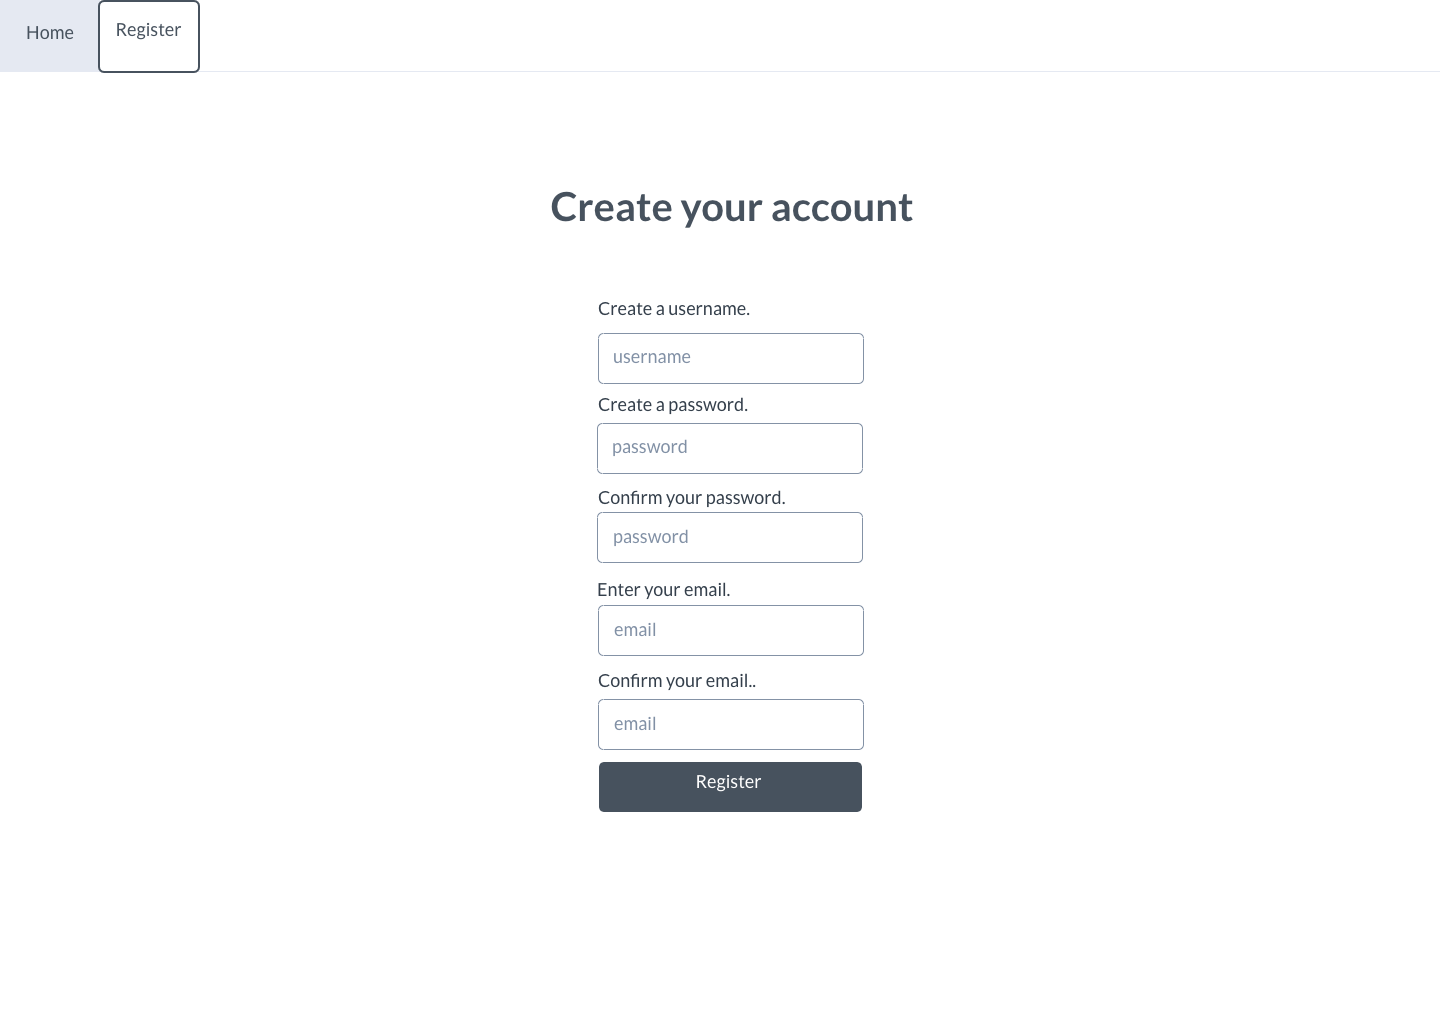 Home
Register
Create your account
Create a username.
username
Create a password.
password
Confirm your password.
password
Enter your email.
email
Confirm your email..
email
Register